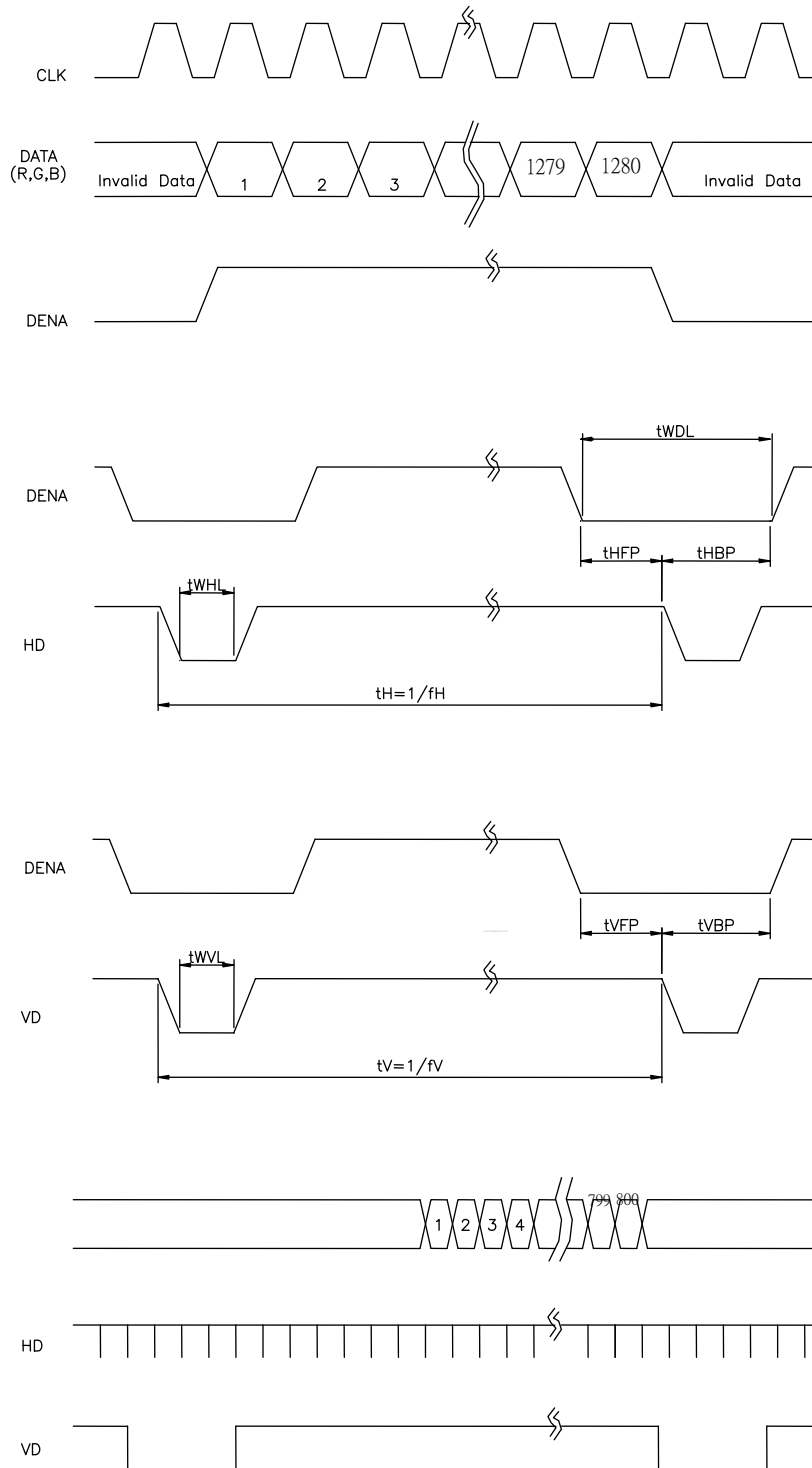 CLK
DATA
(R,G,B)
Invalid Data 1 2 3 1279 1280 Invalid Data
DENA
tWDL
DENA
tHFP tHBP
tWHL
HD
tH=1/fH
DENA
tVFP tVBP
tWVL
VD
tV=1/fV
799 800
1 2 3 4
HD
VD